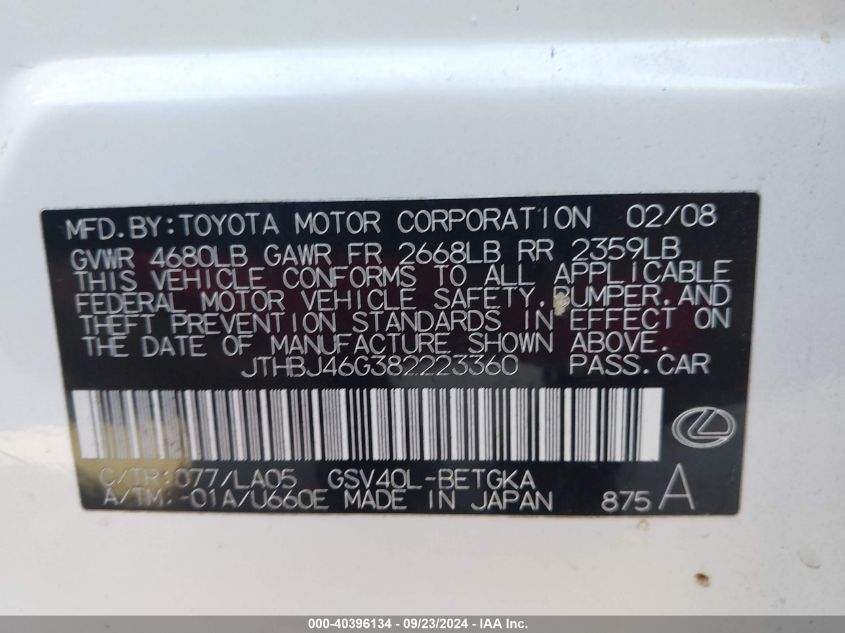 MFD. BY: TOYOTA MOTOR CORPORATION 02/08
GVWR 4680LB GAWR FR 2668LB RR 2359LB
THIS VEHICLE CONFORMS TO ALL APPLICABLE
FEDERAL MOTOR VEHICLE SAFETY, BUMPER, AND
THEFT PREVENTION STANDARDS IN EFFECT ON
THE DATE OF MANUFACTURE SHOWN ABOVE.
JTHBJ46G382223360 PASS. CAR
C/TR: 077/LA05 GSV40L-BETGKA
A/TM: -01A/U660E MADE IN JAPAN 875 A
000-40396134 - 09/23/2024 - IAA Inc.